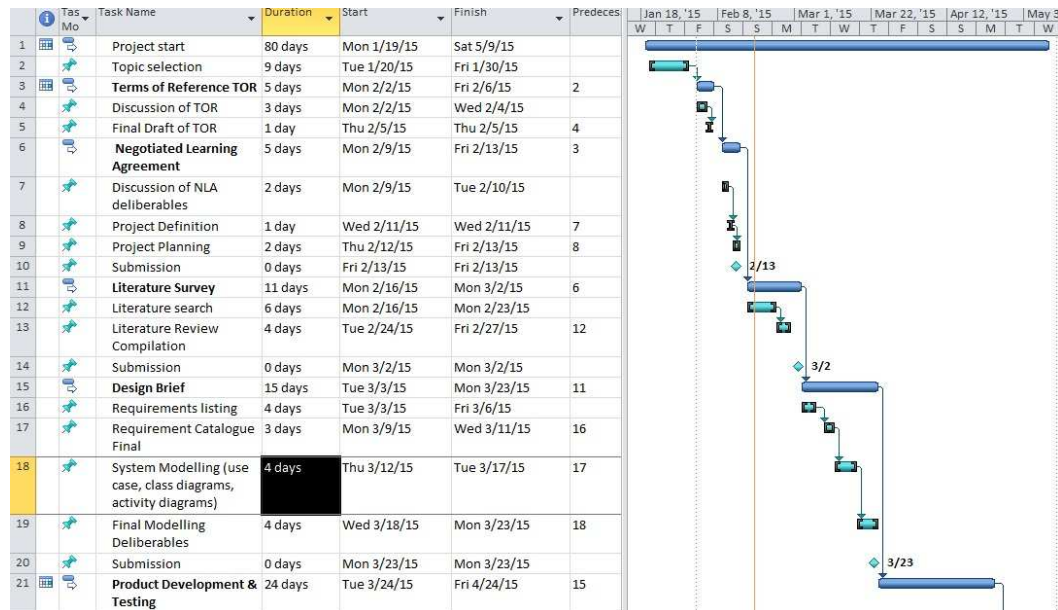 Tas Mo Task Name Duration Start Finish Predeces
Jan 18, '15 Feb 8, '15 Mar 1, '15 Mar 22, '15 Apr 12, '15 May 3
W T F S S M T W T F S S M T W
1 Project start 80 days Mon 1/19/15 Sat 5/9/15
2 Topic selection 9 days Tue 1/20/15 Fri 1/30/15
3 Terms of Reference TOR 5 days Mon 2/2/15 Fri 2/6/15 2
4 Discussion of TOR 3 days Mon 2/2/15 Wed 2/4/15
5 Final Draft of TOR 1 day Thu 2/5/15 Thu 2/5/15 4
6 Negotiated Learning 5 days Mon 2/9/15 Fri 2/13/15 3
Agreement
7 Discussion of NLA 2 days Mon 2/9/15 Tue 2/10/15
deliberables
8 Project Definition 1 day Wed 2/11/15 Wed 2/11/15 7
9 Project Planning 2 days Thu 2/12/15 Fri 2/13/15 8
10 Submission 0 days Fri 2/13/15 Fri 2/13/15 2/13
11 Literature Survey 11 days Mon 2/16/15 Mon 3/2/15 6
12 Literature search 6 days Mon 2/16/15 Mon 2/23/15
13 Literature Review 4 days Tue 2/24/15 Fri 2/27/15 12
Compilation
14 Submission 0 days Mon 3/2/15 Mon 3/2/15 3/2
15 Design Brief 15 days Tue 3/3/15 Mon 3/23/15 11
16 Requirements listing 4 days Tue 3/3/15 Fri 3/6/15
17 Requirement Catalogue 3 days Mon 3/9/15 Wed 3/11/15 16
Final
18 System Modelling (use 4 days Thu 3/12/15 Tue 3/17/15 17
case, class diagrams,
activity diagrams)
19 Final Modelling 4 days Wed 3/18/15 Mon 3/23/15 18
Deliverables
20 Submission 0 days Mon 3/23/15 Mon 3/23/15 3/23
21 Product Development & 24 days Tue 3/24/15 Fri 4/24/15 15
Testing